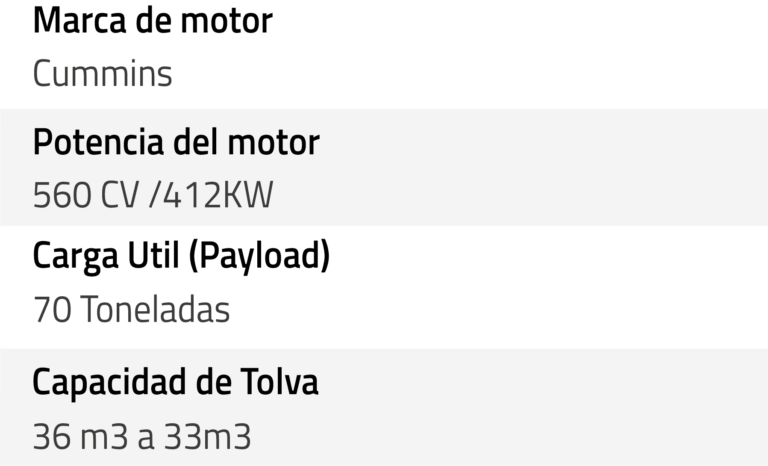 Marca de motor
Cummins
Potencia del motor
560 CV /412KW
Carga Util (Payload)
70 Toneladas
Capacidad de Tolva
36 m3 a 33m3